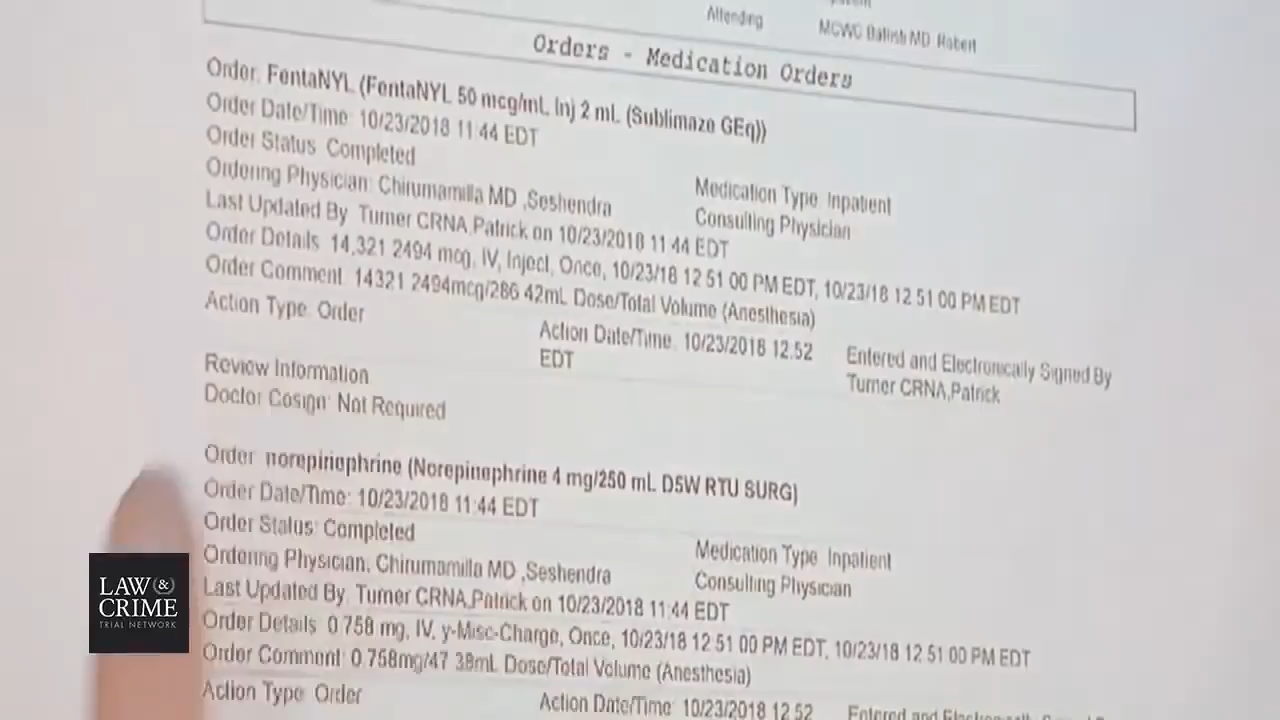 Attending MCWC Robert
Orders - Medication Orders
Order: FentaNYL (FentaNYL 50 mcg/mL Inj 2 mL (Sublimaze GEq))
Order Date/Time: 10/23/2018 11:44 EDT
Order Status: Completed
Ordering Physician: Chirumamilla MD ,Seshendra
Medication Type: Inpatient
Consulting Physician
Last Updated By: Turner CRNA,Patrick on 10/23/2018 11:44 EDT
Order Details: 14,321.2494 mcg, IV, Inject, Once, 10/23/18 12:51:00 PM EDT, 10/23/18 12:51:00 PM EDT
Order Comment: 14321.2494mcg/286.42mL Dose/Total Volume (Anesthesia)
Action Type: Order
Action Date/Time: 10/23/2018 12:52
EDT
Entered and Electronically Signed By
Turner CRNA,Patrick
Review Information
Doctor Cosign: Not Required
Order: norepinephrine (Norepinephrine 4 mg/250 mL D5W RTU SURG)
Order Date/Time: 10/23/2018 11:44 EDT
Order Status: Completed
Ordering Physician: Chirumamilla MD ,Seshendra
Medication Type: Inpatient
Consulting Physician
Last Updated By: Turner CRNA,Patrick on 10/23/2018 11:44 EDT
Order Details: 0.758 mg, IV, y-Misc-Charge, Once, 10/23/18 12:51:00 PM EDT, 10/23/18 12:51:00 PM EDT
Order Comment: 0.758mg/47.38mL Dose/Total Volume (Anesthesia)
Action Type: Order
Action Date/Time: 10/23/2018 12:52
Entered and
LAW &
CRIME
TRIAL NETWORK